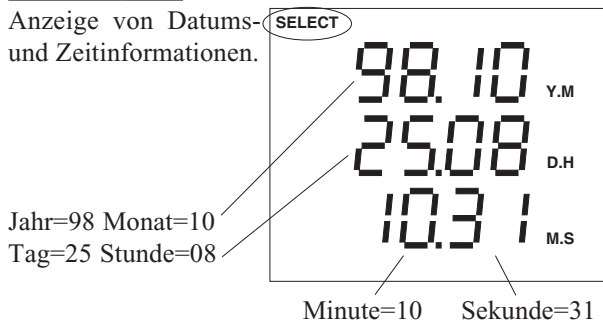 Anzeige von Datums-
und Zeitinformationen.
SELECT
98.10 Y.M
25.08 D.H
10.31 M.S
Jahr=98 Monat=10
Tag=25 Stunde=08
Minute=10 Sekunde=31